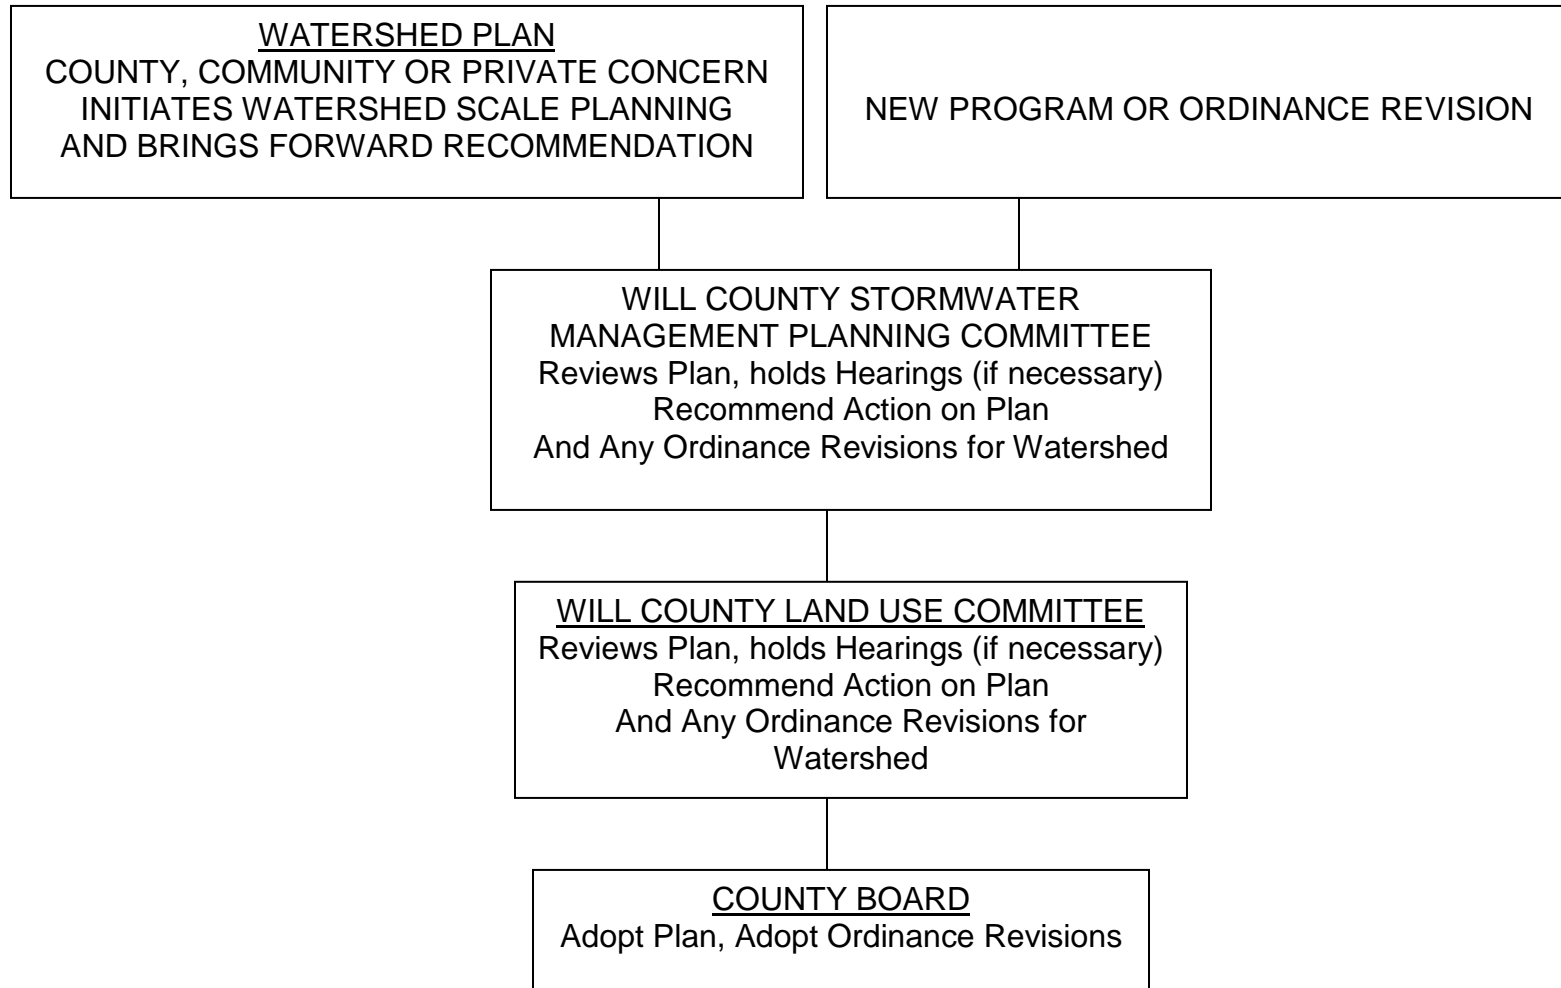 WATERSHED PLAN
COUNTY, COMMUNITY OR PRIVATE CONCERN
INITIATES WATERSHED SCALE PLANNING
AND BRINGS FORWARD RECOMMENDATION
NEW PROGRAM OR ORDINANCE REVISION
WILL COUNTY STORMWATER
MANAGEMENT PLANNING COMMITTEE
Reviews Plan, holds Hearings (if necessary)
Recommend Action on Plan
And Any Ordinance Revisions for Watershed
WILL COUNTY LAND USE COMMITTEE
Reviews Plan, holds Hearings (if necessary)
Recommend Action on Plan
And Any Ordinance Revisions for
Watershed
COUNTY BOARD
Adopt Plan, Adopt Ordinance Revisions